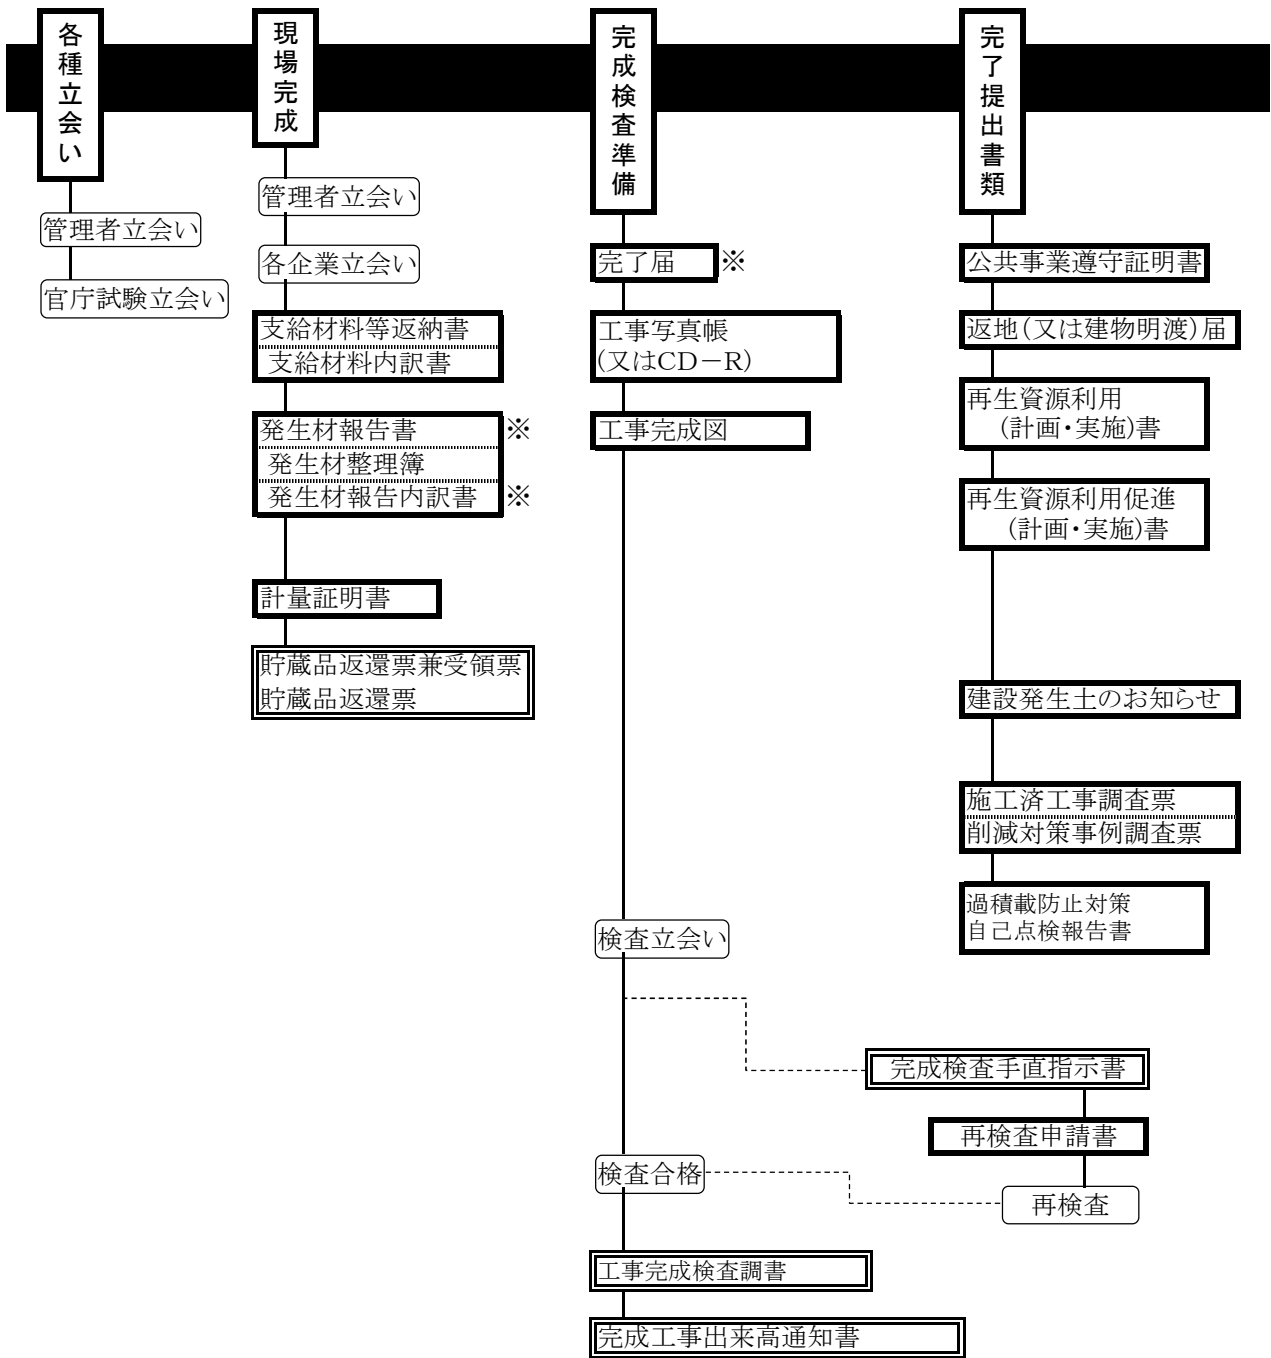 各種立会い
管理者立会い
官庁試験立会い
現場完成
管理者立会い
各企業立会い
支給材料等返納書
支給材料内訳書
発生材報告書 ※
発生材整理簿
発生材報告内訳書 ※
計量証明書
貯蔵品返還票兼受領票
貯蔵品返還票
完成検査準備
完了届 ※
工事写真帳
(又はCD－R)
工事完成図
検査立会い
検査合格
工事完成検査調書
完成工事出来高通知書
完了提出書類
公共事業遵守証明書
返地(又は建物明渡)届
再生資源利用
(計画・実施)書
再生資源利用促進
(計画・実施)書
建設発生土のお知らせ
施工済工事調査票
削減対策事例調査票
過積載防止対策
自己点検報告書
完成検査手直指示書
再検査申請書
再検査